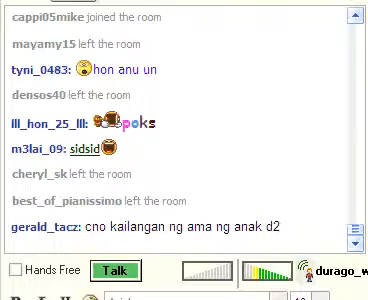 cappi05mike joined the room
mayamy15 left the room
tyni_0483: hon anu un
densos40 left the room
lll_hon_25_lll: poks
m3lai_09: sidsid
cheryl_sk left the room
best_of_pianissimo left the room
gerald_tacz: cno kailangan ng ama ng anak d2
Hands Free Talk durago_w